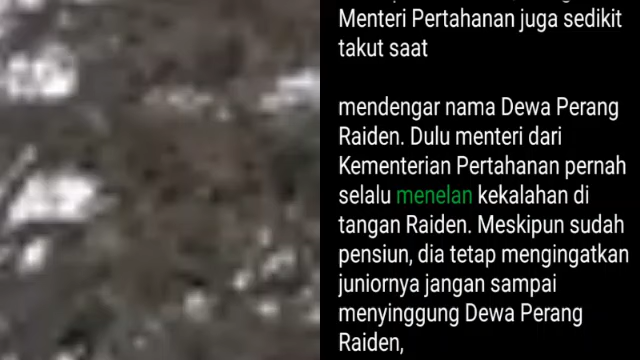 Menteri Pertahanan juga sedikit
takut saat
mendengar nama Dewa Perang
Raiden. Dulu menteri dari
Kementerian Pertahanan pernah
selalu menelan kekalahan di
tangan Raiden. Meskipun sudah
pensiun, dia tetap mengingatkan
juniornya jangan sampai
menyinggung Dewa Perang
Raiden,